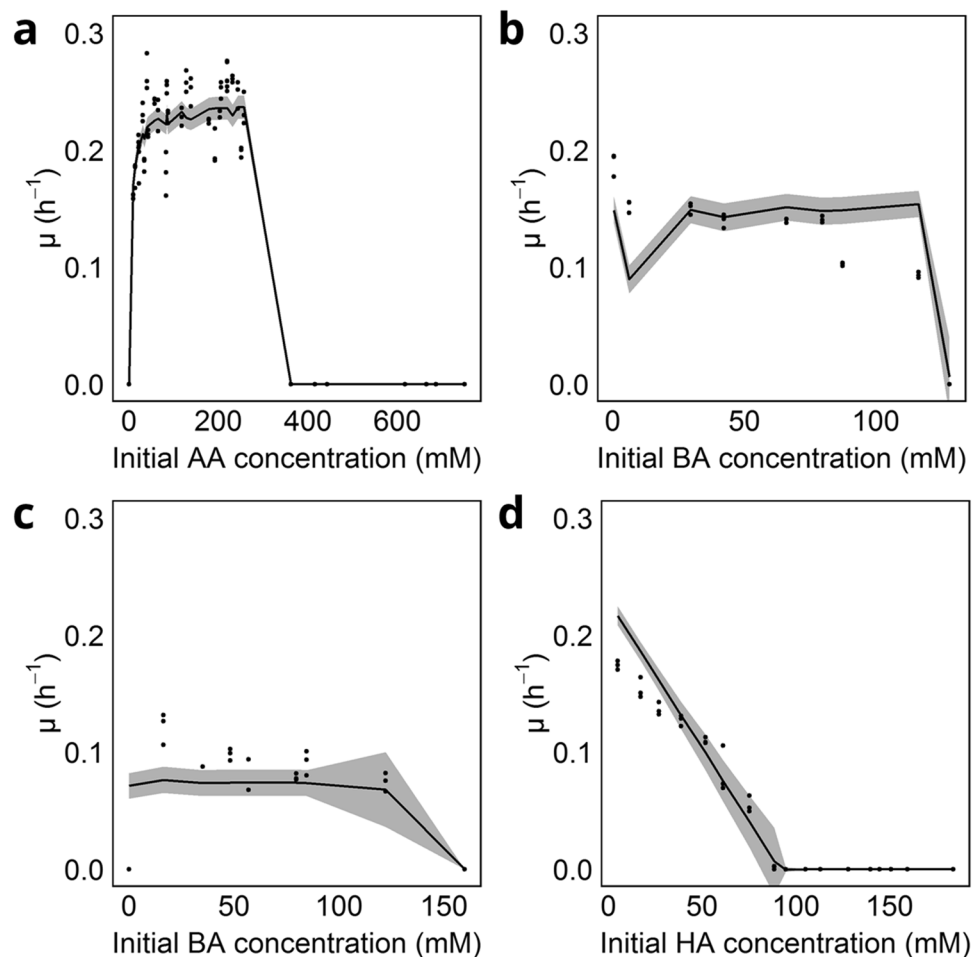 a
0.3
0.2
0.1
0.0
μ (h⁻¹)
0 200 400 600
Initial AA concentration (mM)
b
0.3
0.2
0.1
0.0
μ (h⁻¹)
0 50 100
Initial BA concentration (mM)
c
0.3
0.2
0.1
0.0
μ (h⁻¹)
0 50 100 150
Initial BA concentration (mM)
d
0.3
0.2
0.1
0.0
μ (h⁻¹)
0 50 100 150
Initial HA concentration (mM)